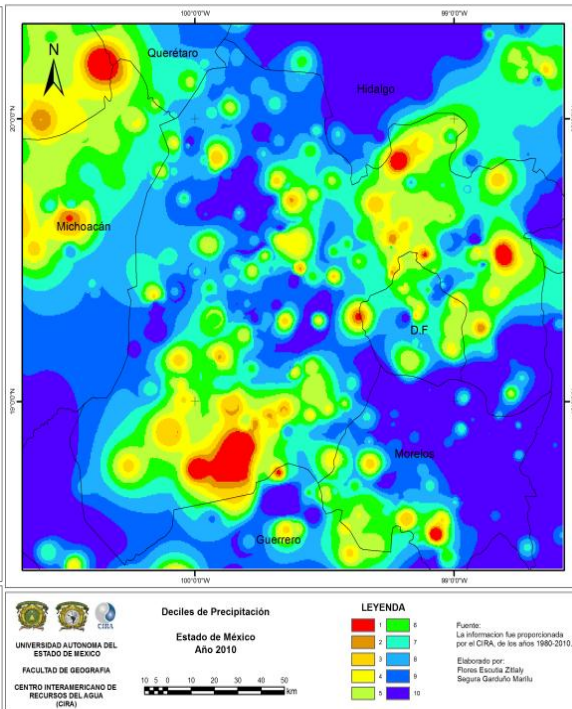 100°0'0"W
99°0'0"W
N
Querétaro
Hidalgo
20°0'0"N
Michoacán
D.F
19°0'0"N
Morelos
Guerrero
100°0'0"W
99°0'0"W
CIRA
UNIVERSIDAD AUTONOMA DEL
ESTADO DE MEXICO
FACULTAD DE GEOGRAFIA
CENTRO INTERAMERICANO DE
RECURSOS DEL AGUA
(CIRA)
Deciles de Precipitación
Estado de México
Año 2010
10 5 0 10 20 30 40 50
km
LEYENDA
1 6
2 7
3 8
4 9
5 10
Fuente:
La informacion fue proporcionada
por el CIRA, de los años 1980-2010.
Elaborado por:
Flores Escutia Zitlaly
Segura Garduño Marilu